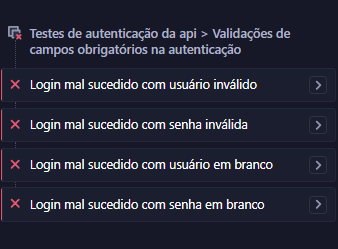 Testes de autenticação da api > Validações de
campos obrigatórios na autenticação
Login mal sucedido com usuário inválido
Login mal sucedido com senha inválida
Login mal sucedido com usuário em branco
Login mal sucedido com senha em branco